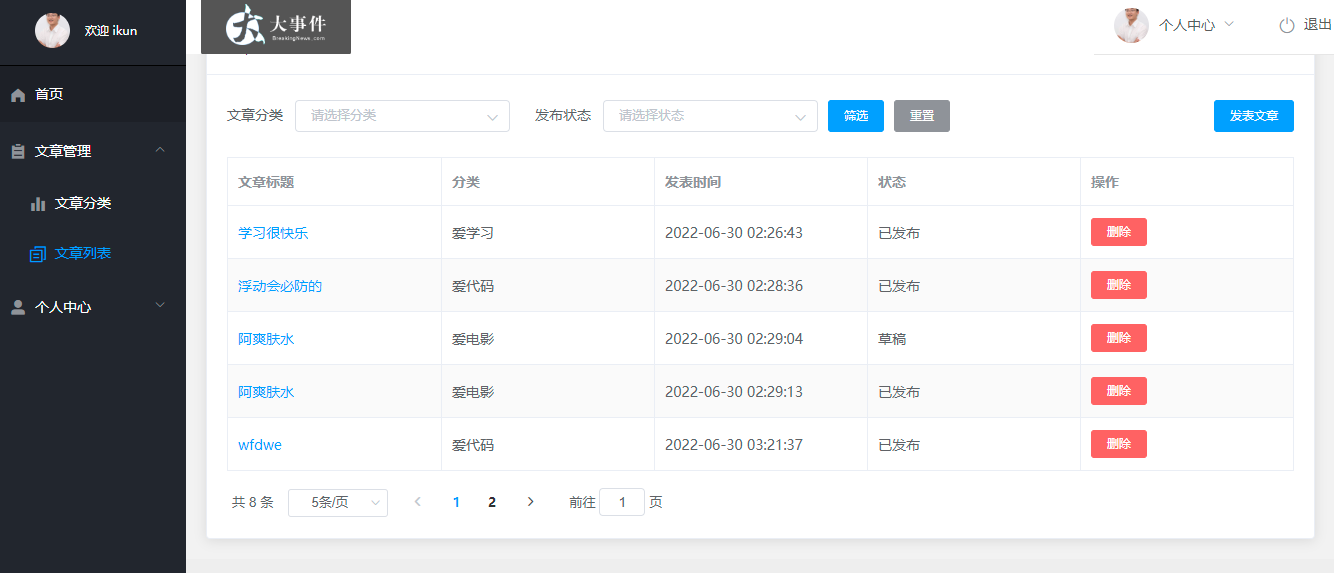 欢迎 ikun
大事件
BreakingNews.com
个人中心
退出
首页
文章管理
文章分类
文章列表
个人中心
文章分类 请选择分类 发布状态 请选择状态 筛选 重置 发表文章
文章标题 分类 发表时间 状态 操作
学习很快乐 爱学习 2022-06-30 02:26:43 已发布 删除
浮动会必防的 爱代码 2022-06-30 02:28:36 已发布 删除
阿爽肤水 爱电影 2022-06-30 02:29:04 草稿 删除
阿爽肤水 爱电影 2022-06-30 02:29:13 已发布 删除
wfdwe 爱代码 2022-06-30 03:21:37 已发布 删除
共 8 条 5条/页 1 2 前往 1 页